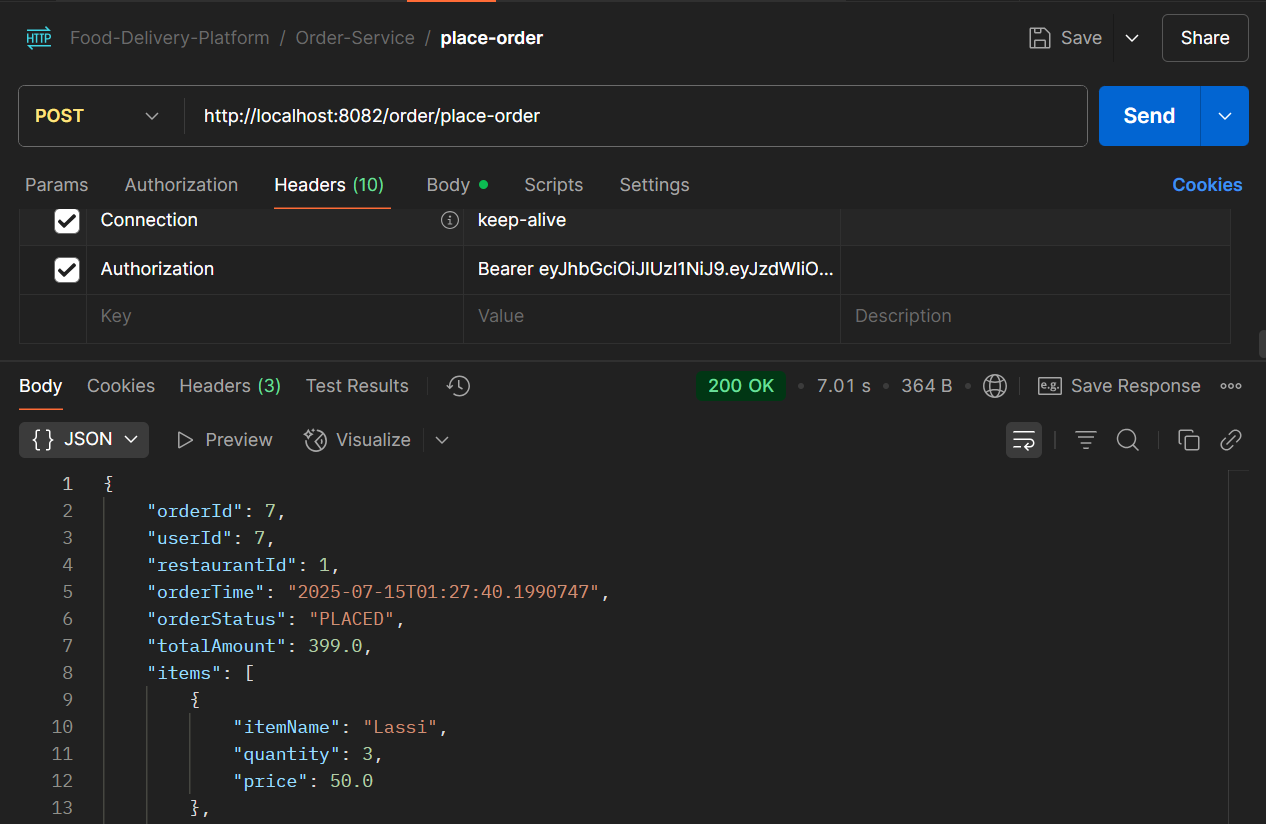 HTTP Food-Delivery-Platform / Order-Service / place-order Save Share
POST http://localhost:8082/order/place-order Send
Params Authorization Headers (10) Body Scripts Settings Cookies
Connection keep-alive
Authorization Bearer eyJhbGciOiJIUzI1NiJ9.eyJzdWIiO...
Key Value Description
Body Cookies Headers (3) Test Results 200 OK • 7.01 s • 364 B • e.g. Save Response
{} JSON Preview Visualize
1 {
2 "orderId": 7,
3 "userId": 7,
4 "restaurantId": 1,
5 "orderTime": "2025-07-15T01:27:40.1990747",
6 "orderStatus": "PLACED",
7 "totalAmount": 399.0,
8 "items": [
9 {
10 "itemName": "Lassi",
11 "quantity": 3,
12 "price": 50.0
13 },